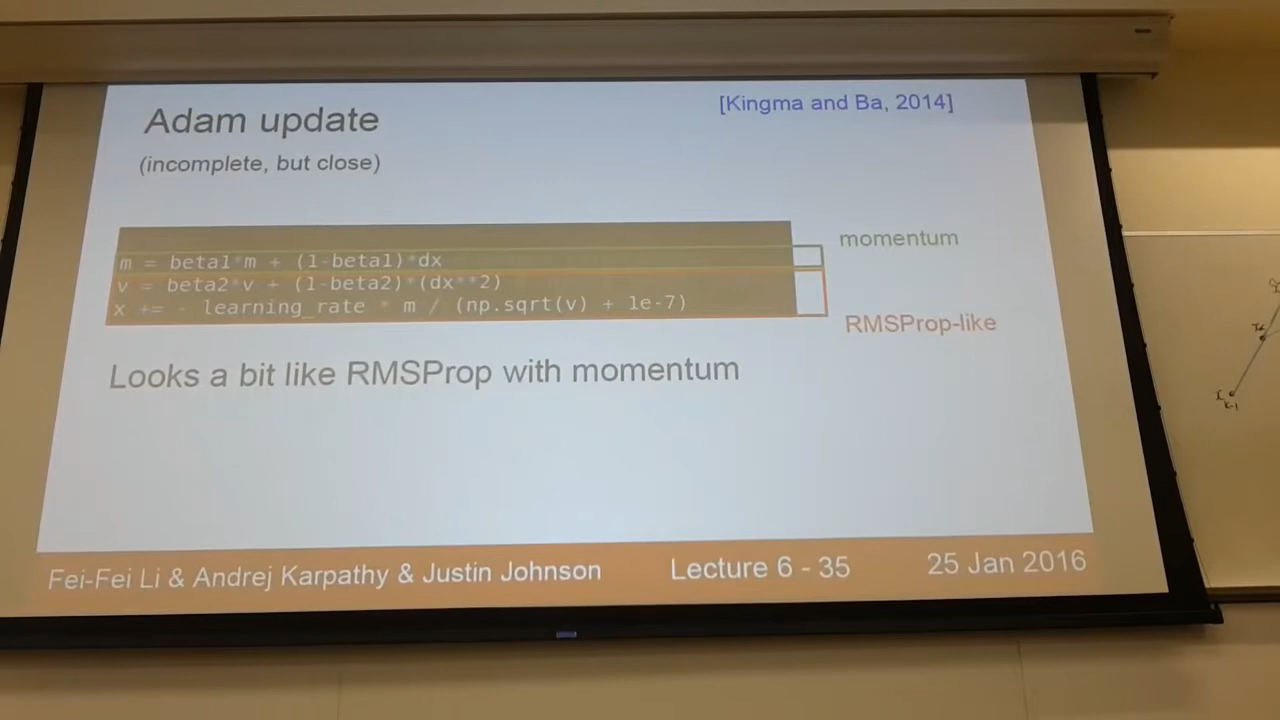 Adam update
[Kingma and Ba, 2014]
(incomplete, but close)
momentum
m = beta1*m + (1-beta1)*dx
v = beta2*v + (1-beta2)*(dx**2)
x += - learning_rate * m / (np.sqrt(v) + 1e-7)
RMSProp-like
Looks a bit like RMSProp with momentum
Fei-Fei Li & Andrej Karpathy & Justin Johnson
Lecture 6 - 35
25 Jan 2016